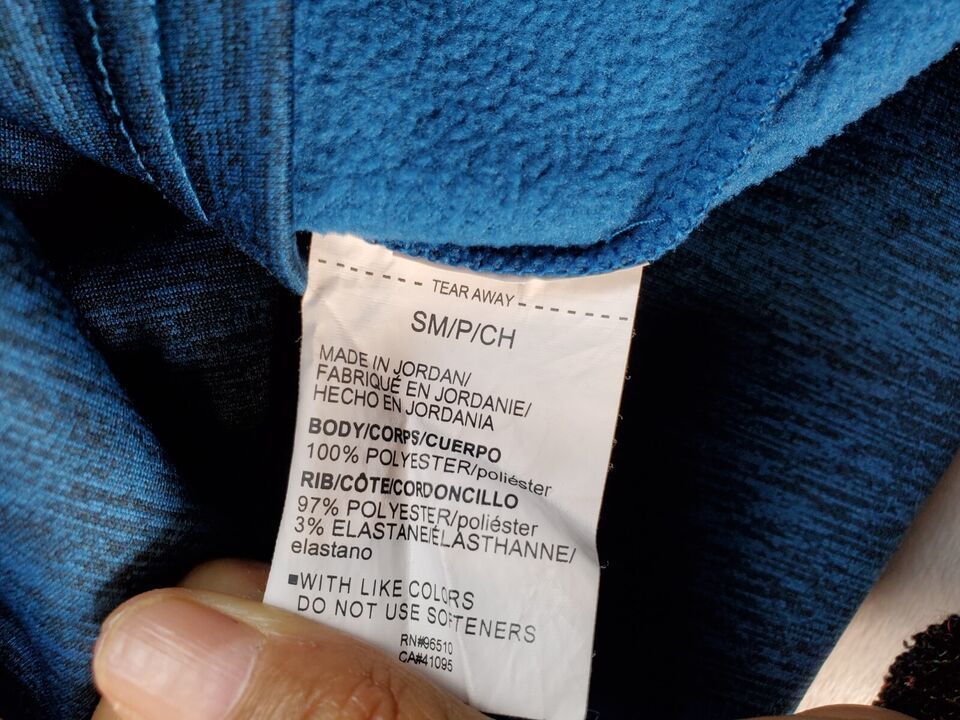 TEAR AWAY
SM/P/CH
MADE IN JORDAN/
FABRIQUÉ EN JORDANIE/
HECHO EN JORDANIA
BODY/CORPS/CUERPO
100% POLYESTER/poliéster
RIB/CÔTE/CORDONCILLO
97% POLYESTER/poliéster
3% ELASTANE/ÉLASTHANNE/
elastano
■WITH LIKE COLORS
DO NOT USE SOFTENERS
RN#96510
CA#41095